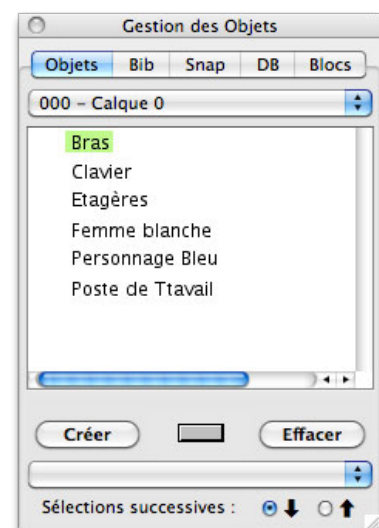 Gestion des Objets
Objets Bib Snap DB Blocs
000 – Calque 0
Bras
Clavier
Etagères
Femme blanche
Personnage Bleu
Poste de Ttavail
Créer Effacer
Sélections successives :